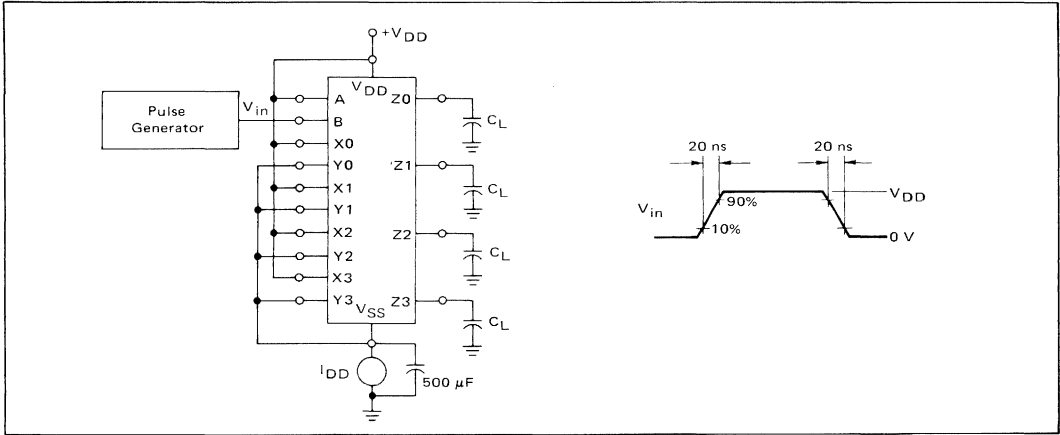 +VDD
VDD
Pulse
Generator
Vin
A
B
X0
Y0
X1
Y1
X2
Y2
X3
Y3
VSS
Z0
Z1
Z2
Z3
CL
CL
CL
CL
IDD
500 μF
20 ns
20 ns
Vin
90%
10%
VDD
0 V